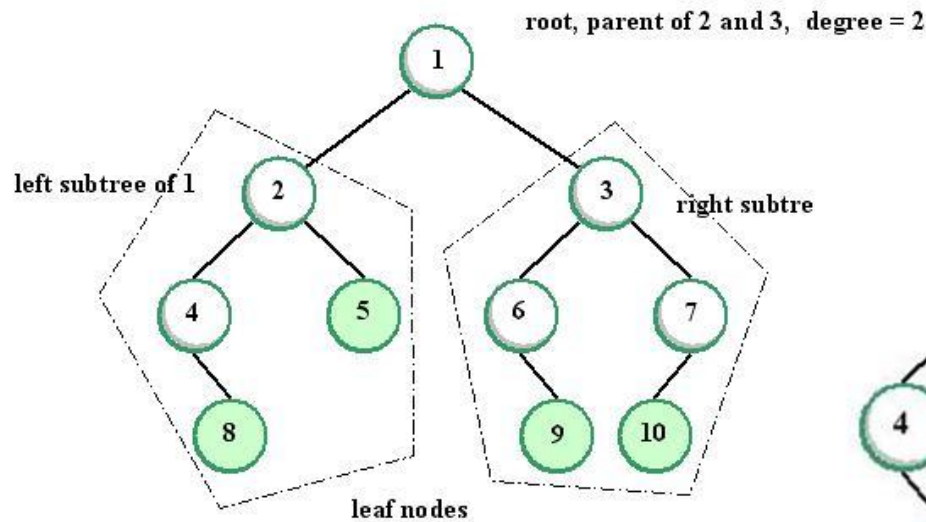 root, parent of 2 and 3, degree = 2
1
left subtree of 1
2
3
right subtre
4
5
6
7
8
9
10
4
leaf nodes